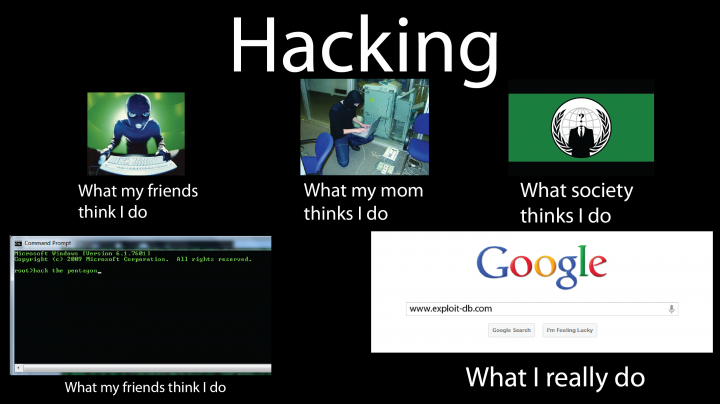 Hacking
What my friends
think I do
What my mom
thinks I do
What society
thinks I do
?
Command Prompt
Microsoft Windows [Version 6.1.7601]
Copyright (c) 2009 Microsoft Corporation. All rights reserved.
root>hack the pentagon_
Google
www.exploit-db.com
Google Search
I'm Feeling Lucky
What my friends think I do
What I really do